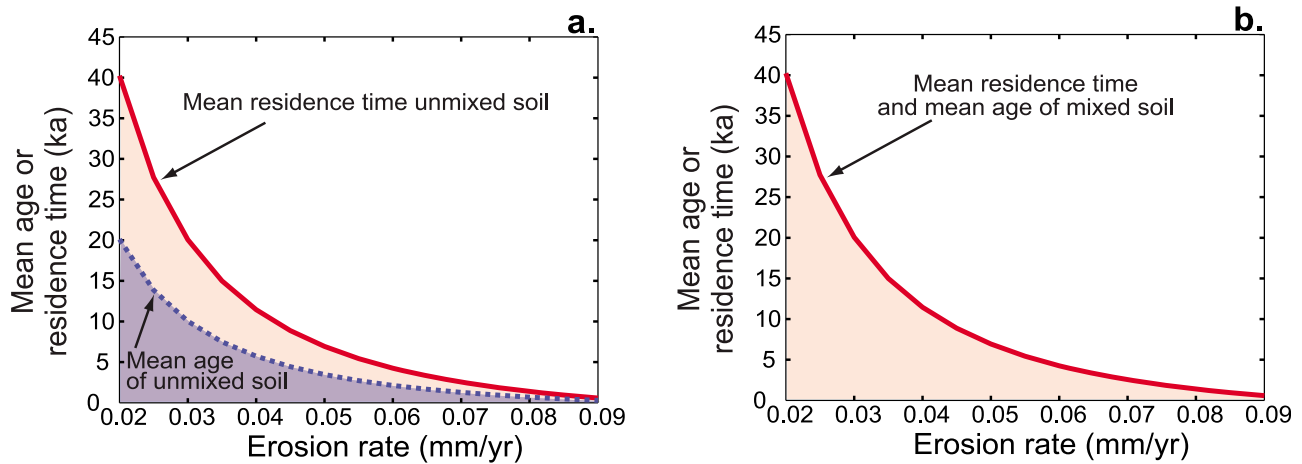 a.
45
40
35
30
25
20
15
10
5
0
Mean age or
residence time (ka)
Mean residence time unmixed soil
Mean age
of unmixed soil
0.02 0.03 0.04 0.05 0.06 0.07 0.08 0.09
Erosion rate (mm/yr)
b.
45
40
35
30
25
20
15
10
5
0
Mean age or
residence time (ka)
Mean residence time
and mean age of mixed soil
0.02 0.03 0.04 0.05 0.06 0.07 0.08 0.09
Erosion rate (mm/yr)